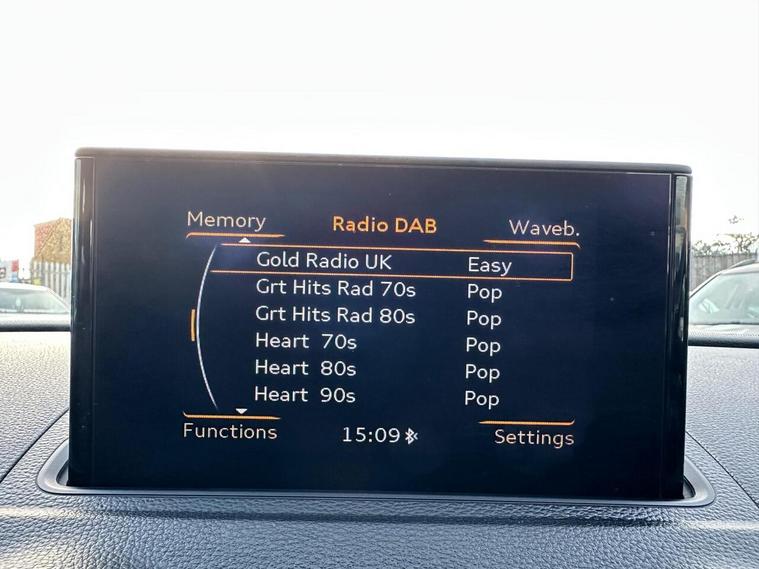 Memory Radio DAB Waveb.
Gold Radio UK Easy
Grt Hits Rad 70s Pop
Grt Hits Rad 80s Pop
Heart 70s Pop
Heart 80s Pop
Heart 90s Pop
Functions 15:09 Settings